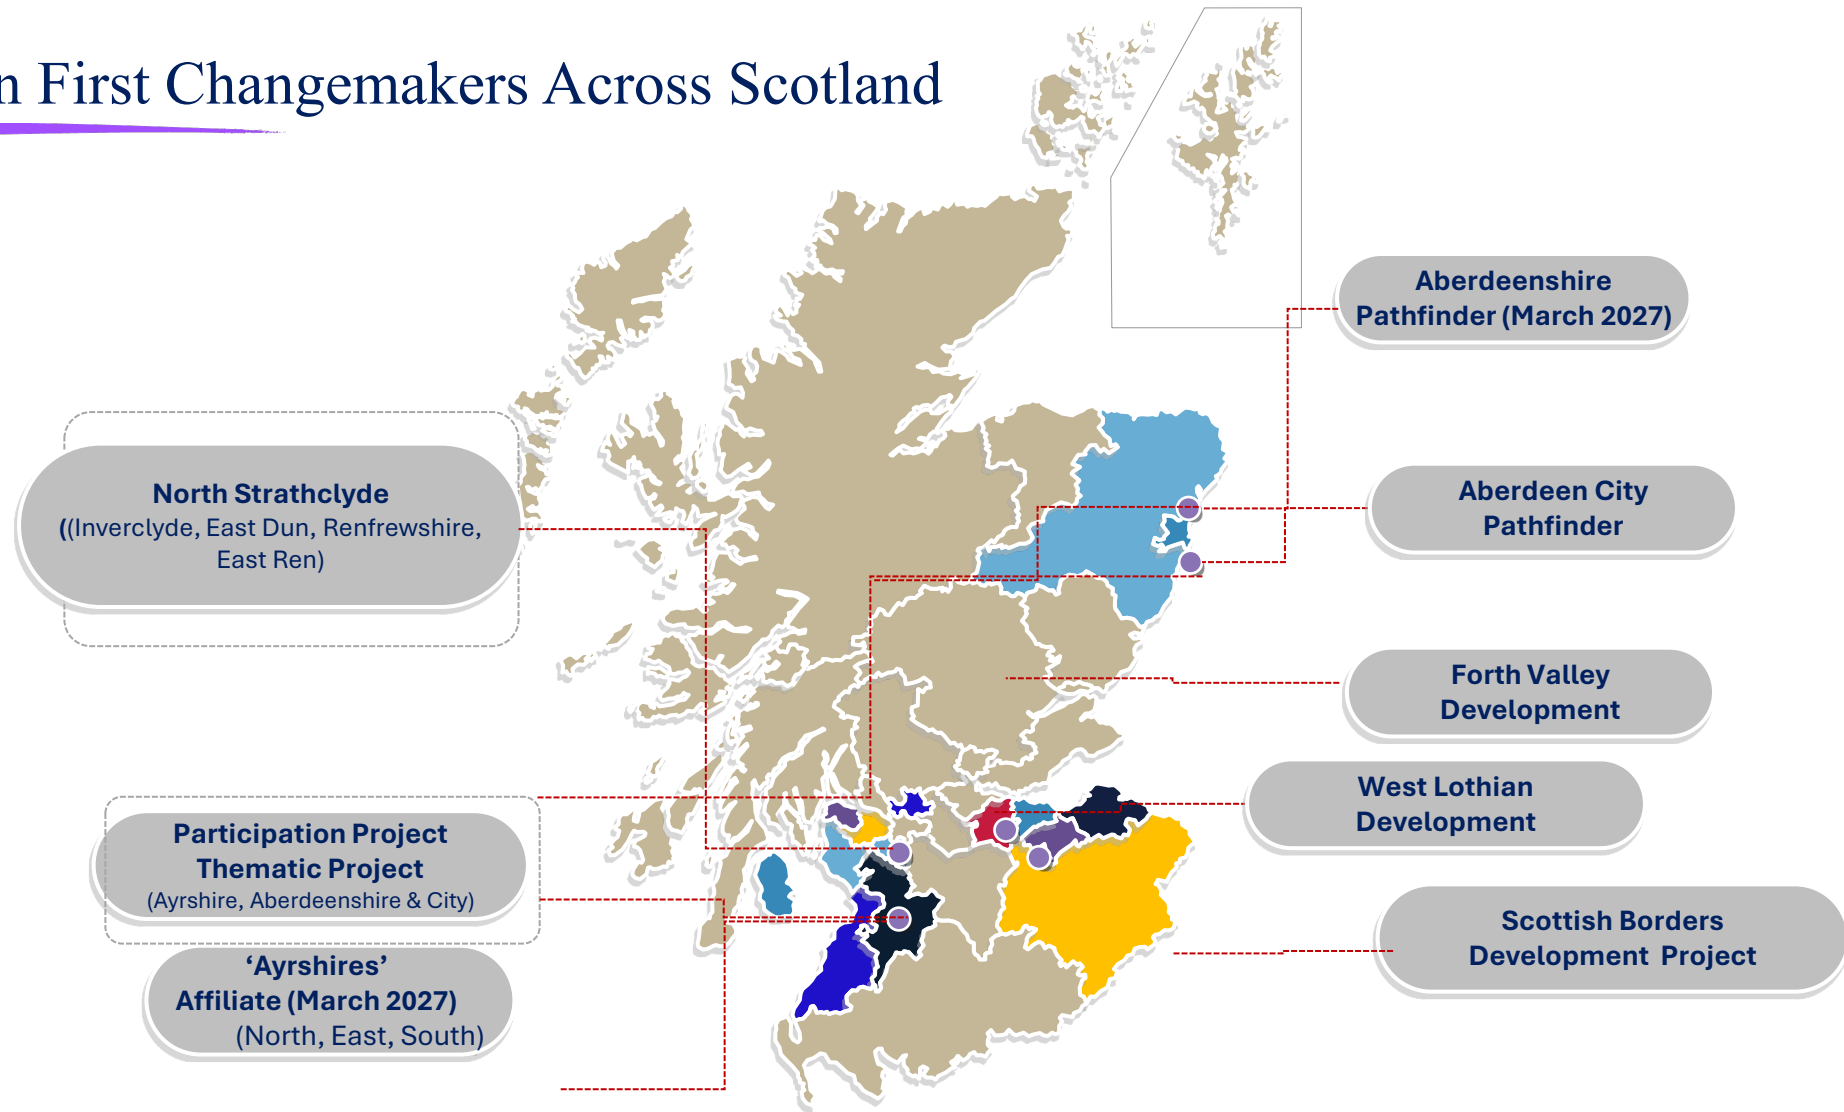 n First Changemakers Across Scotland
Aberdeenshire
Pathfinder (March 2027)
North Strathclyde
((Inverclyde, East Dun, Renfrewshire,
East Ren)
Aberdeen City
Pathfinder
Forth Valley
Development
West Lothian
Development
Participation Project
Thematic Project
(Ayrshire, Aberdeenshire & City)
Scottish Borders
Development Project
‘Ayrshires’
Affiliate (March 2027)
(North, East, South)